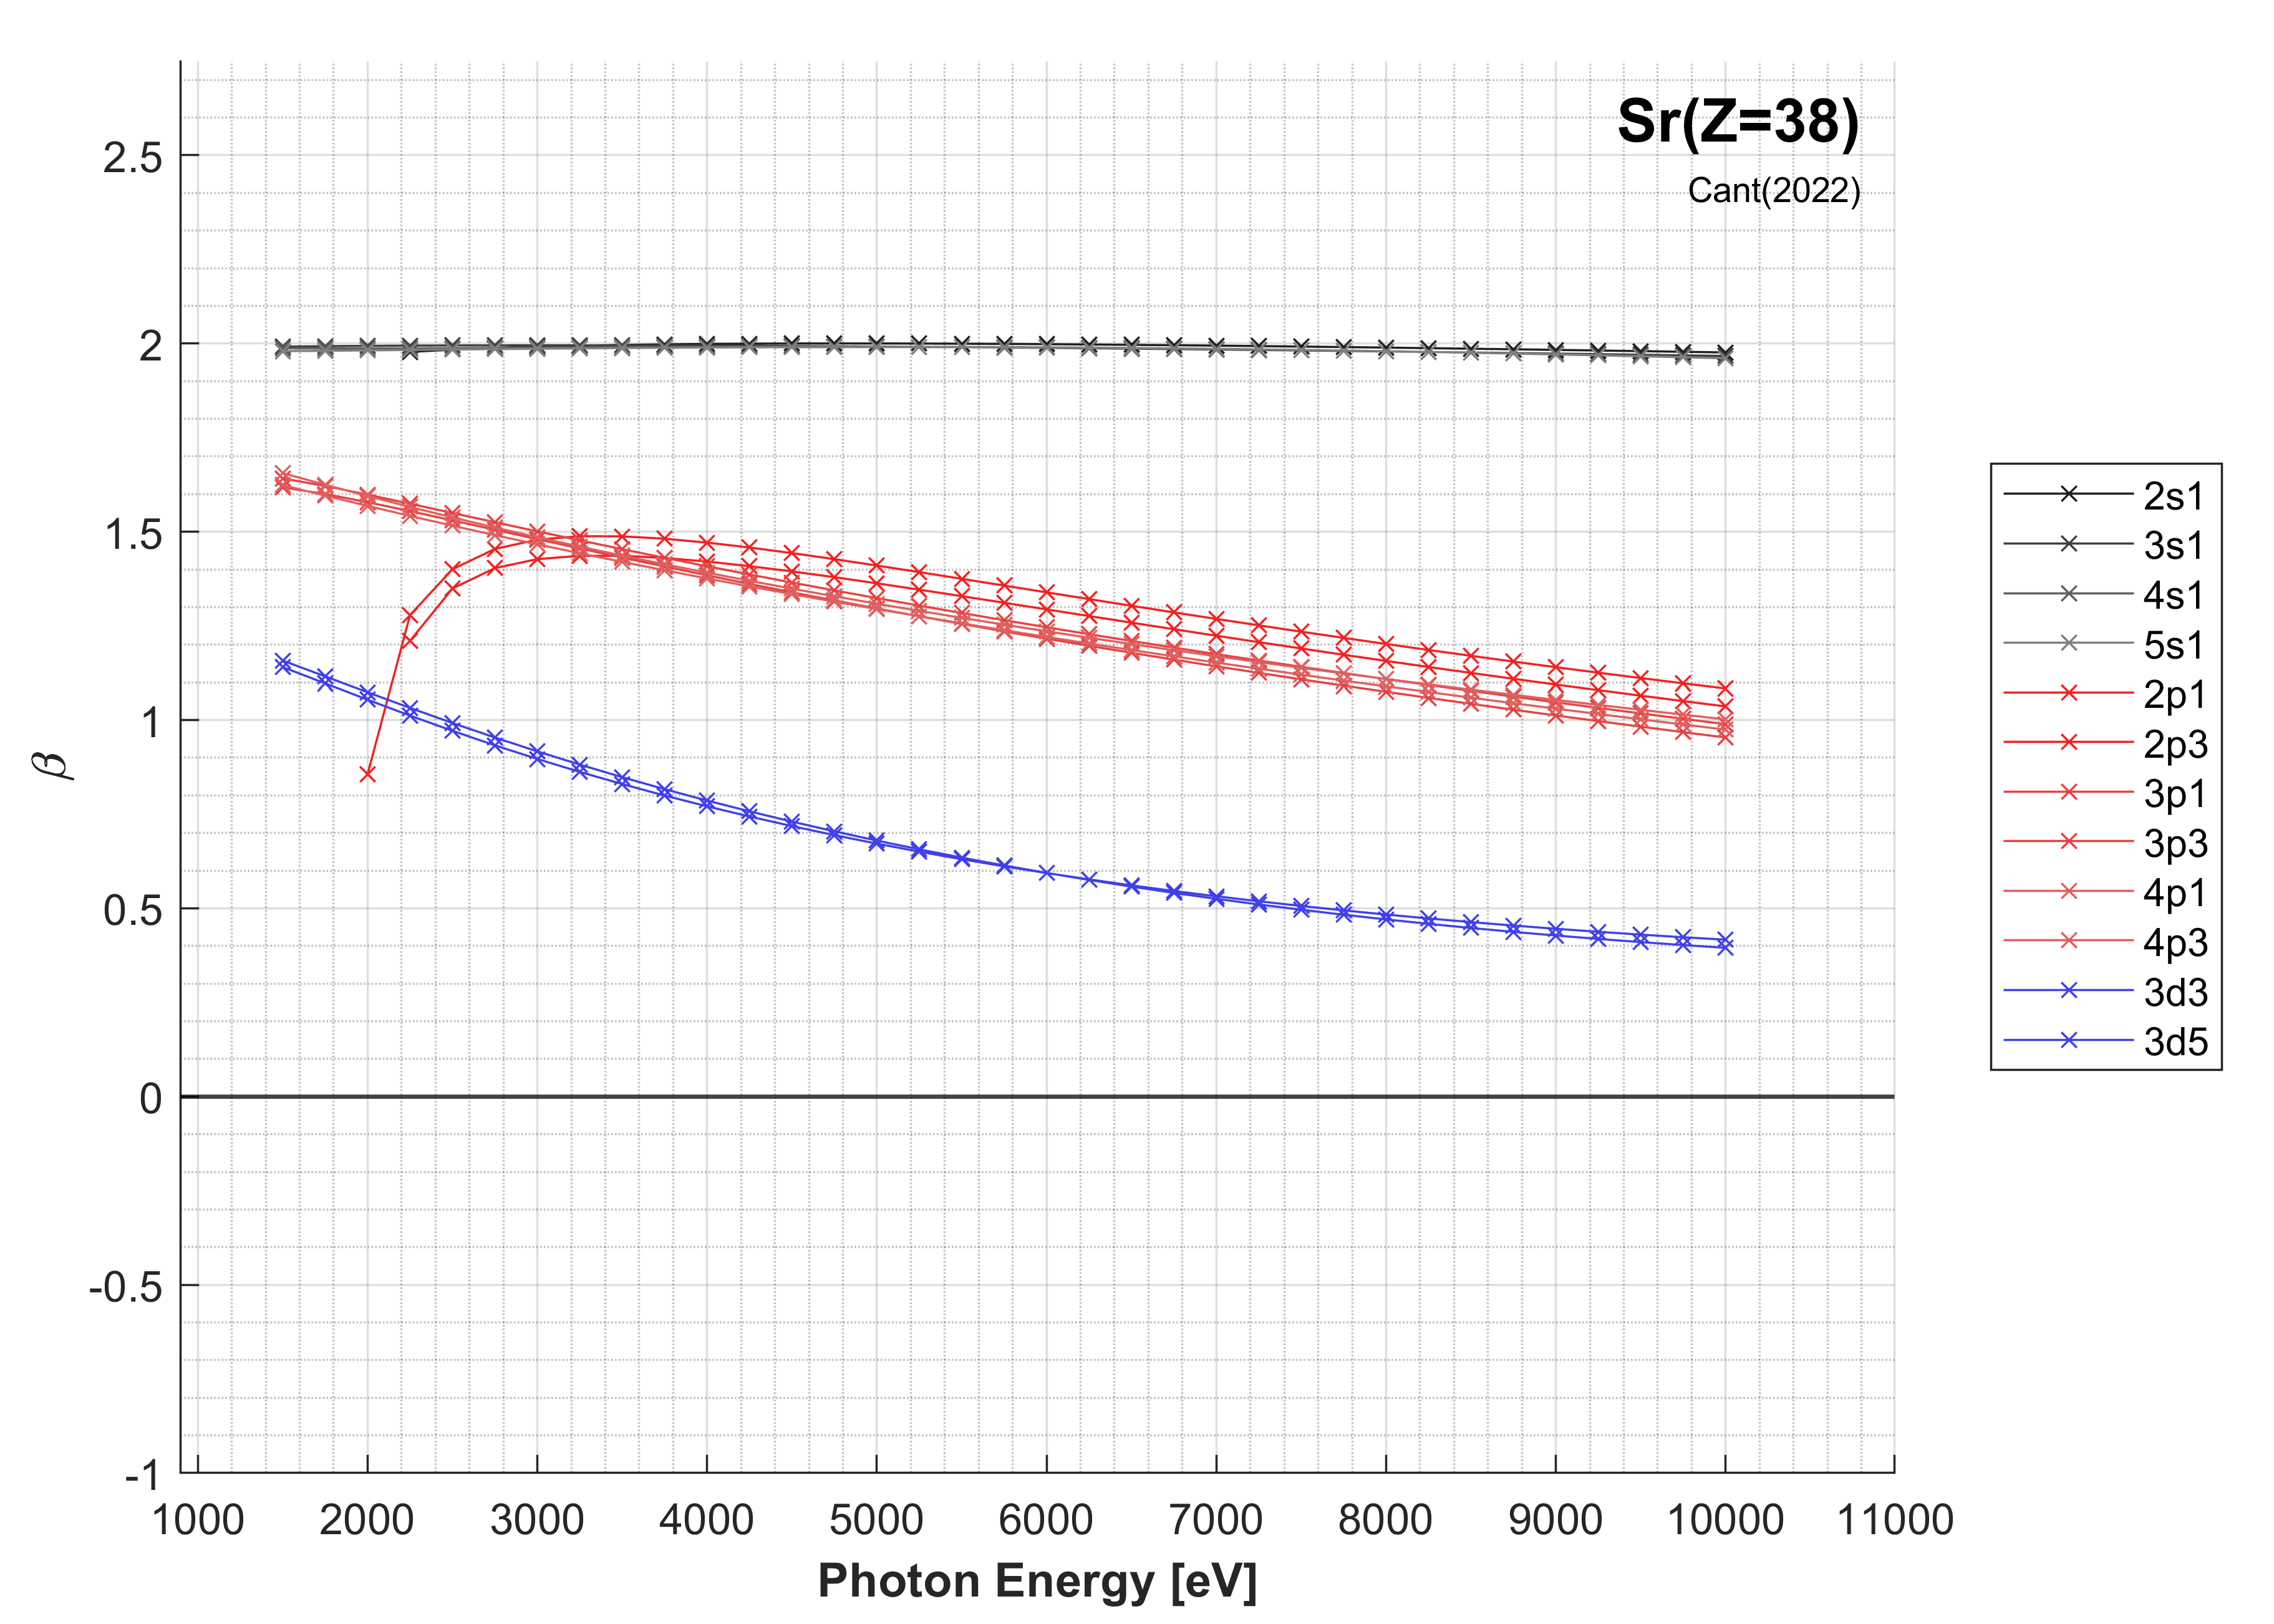 Sr(Z=38)
Cant(2022)
2.5
2
1.5
1
0.5
0
-0.5
-1
β
1000 2000 3000 4000 5000 6000 7000 8000 9000 10000 11000
Photon Energy [eV]
2s1
3s1
4s1
5s1
2p1
2p3
3p1
3p3
4p1
4p3
3d3
3d5